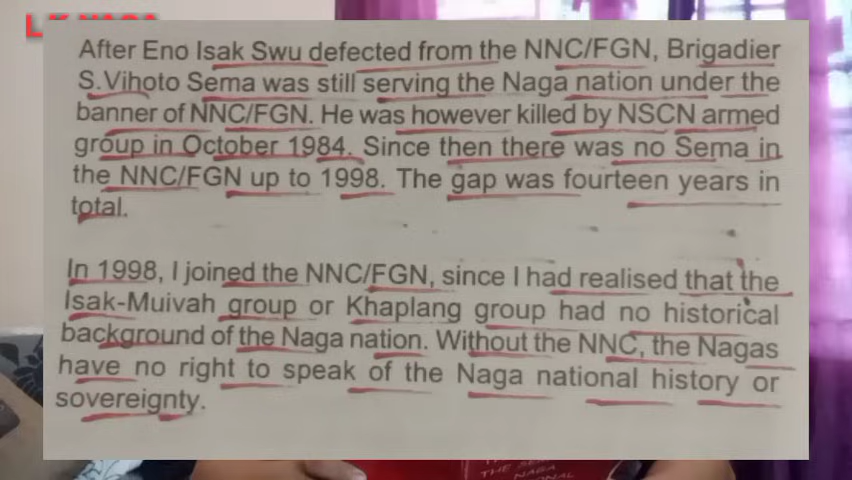 L.K NAGA
After Eno Isak Swu defected from the NNC/FGN, Brigadier
S.Vihoto Sema was still serving the Naga nation under the
banner of NNC/FGN. He was however killed by NSCN armed
group in October 1984. Since then there was no Sema in
the NNC/FGN up to 1998. The gap was fourteen years in
total.
In 1998, I joined the NNC/FGN, since I had realised that the
Isak-Muivah group or Khaplang group had no historical
background of the Naga nation. Without the NNC, the Nagas
have no right to speak of the Naga national history or
sovereignty.
THE
NAGA